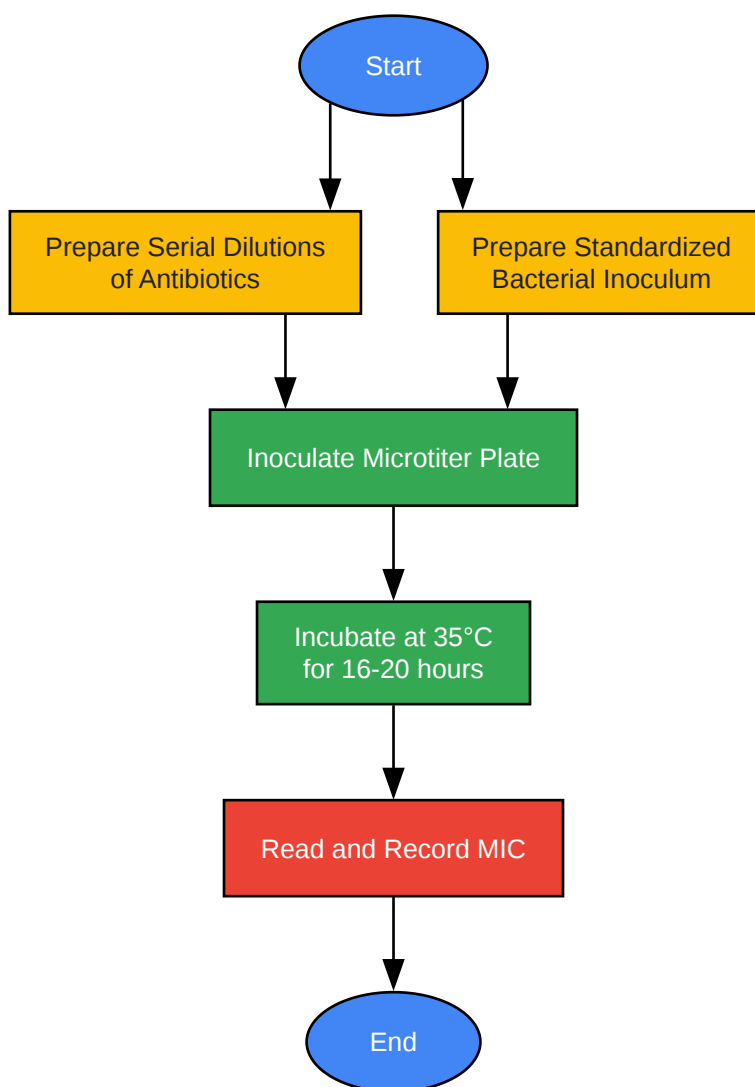 Start
Prepare Serial Dilutions
of Antibiotics
Prepare Standardized
Bacterial Inoculum
Inoculate Microtiter Plate
Incubate at 35°C
for 16-20 hours
Read and Record MIC
End